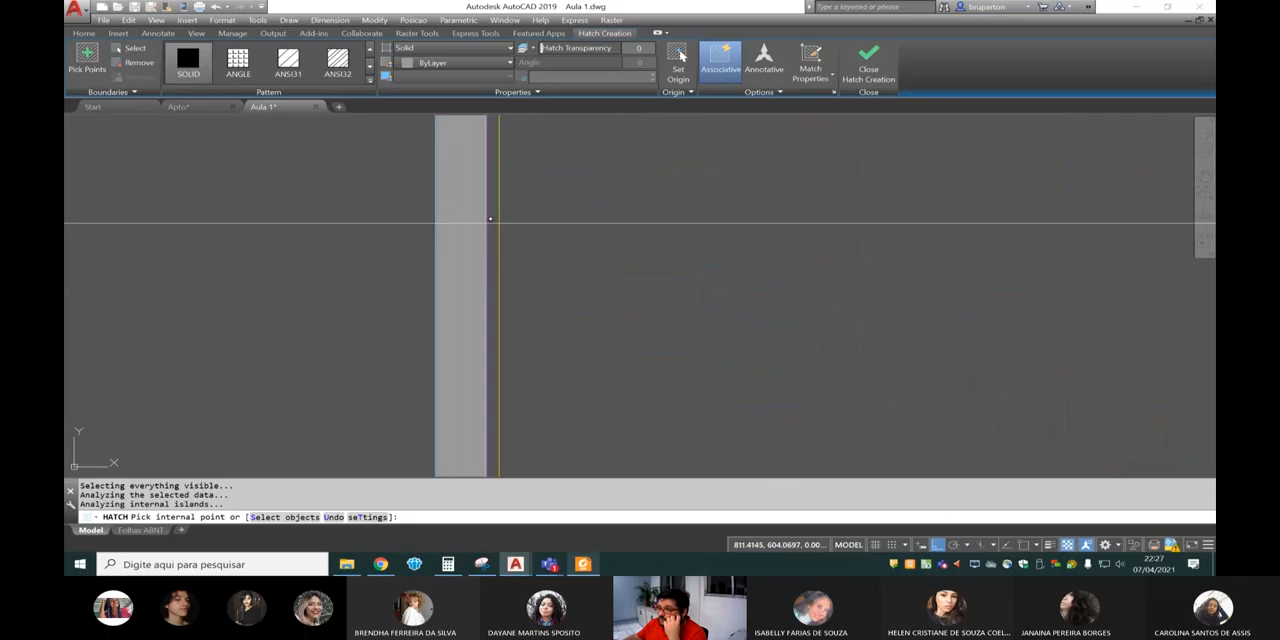 Autodesk AutoCAD 2019 Aula 1.dwg
Type a keyword or phrase
bruperton
File Edit View Insert Format Tools Draw Dimension Modify Posicao Parametric Window Help Express Raster
Home Insert Annotate View Manage Output Add-ins Collaborate Raster Tools Express Tools Featured Apps Hatch Creation
Pick Points
Select
Remove
SOLID
ANGLE
ANSI31
ANSI32
Solid
ByLayer
Hatch Transparency 0
Angle 0
Set Origin
Associative
Annotative
Match Properties
Close Hatch Creation
Boundaries Pattern Properties Origin Options Close
Start Apto* Aula 1*
Y
X
Selecting everything visible...
Analyzing the selected data...
Analyzing internal islands...
- HATCH Pick internal point or [Select objects Undo seTtings]:
Model Folhas ABNT
811.4145, 604.0697, 0.00... MODEL
Digite aqui para pesquisar
22:27
07/04/2021
BRENDHA FERREIRA DA SILVA
DAYANE MARTINS SPOSITO
ISABELLY FARIAS DE SOUZA
HELEN CRISTIANE DE SOUZA COEL...
JANAINA PEREIRA BORGES
CAROLINA SANTOS DE ASSIS